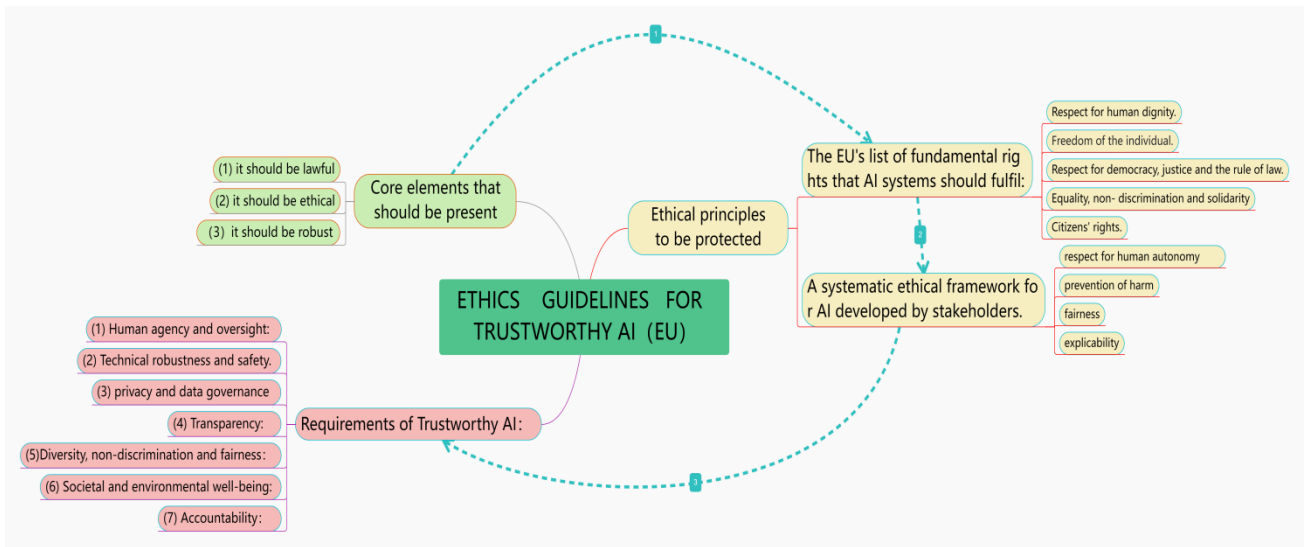 1
(1) it should be lawful
(2) it should be ethical
(3) it should be robust
Core elements that
should be present
Ethical principles
to be protected
The EU's list of fundamental rig
hts that AI systems should fulfil:
Respect for human dignity.
Freedom of the individual.
Respect for democracy, justice and the rule of law.
Equality, non- discrimination and solidarity
Citizens' rights.
2
A systematic ethical framework fo
r AI developed by stakeholders.
respect for human autonomy
prevention of harm
fairness
explicability
ETHICS GUIDELINES FOR
TRUSTWORTHY AI (EU)
Requirements of Trustworthy AI:
(1) Human agency and oversight:
(2) Technical robustness and safety.
(3) privacy and data governance
(4) Transparency:
(5)Diversity, non-discrimination and fairness:
(6) Societal and environmental well-being:
(7) Accountability:
3